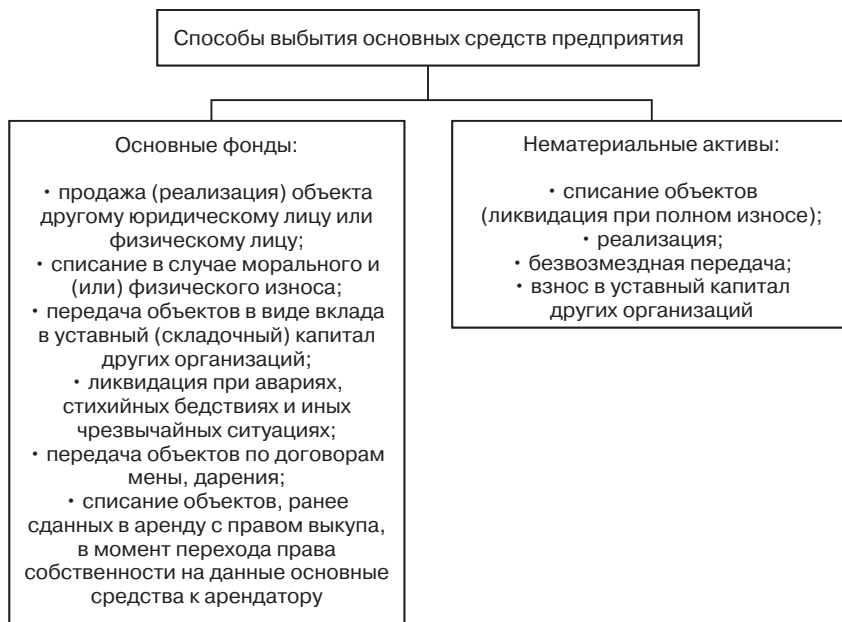 Способы выбытия основных средств предприятия
Основные фонды:
• продажа (реализация) объекта
другому юридическому лицу или
физическому лицу;
• списание в случае морального и
(или) физического износа;
• передача объектов в виде вклада
в уставный (складочный) капитал
других организаций;
• ликвидация при авариях,
стихийных бедствиях и иных
чрезвычайных ситуациях;
• передача объектов по договорам
мены, дарения;
• списание объектов, ранее
сданных в аренду с правом выкупа,
в момент перехода права
собственности на данные основные
средства к арендатору
Нематериальные активы:
• списание объектов
(ликвидация при полном износе);
• реализация;
• безвозмездная передача;
• взнос в уставный капитал
других организаций